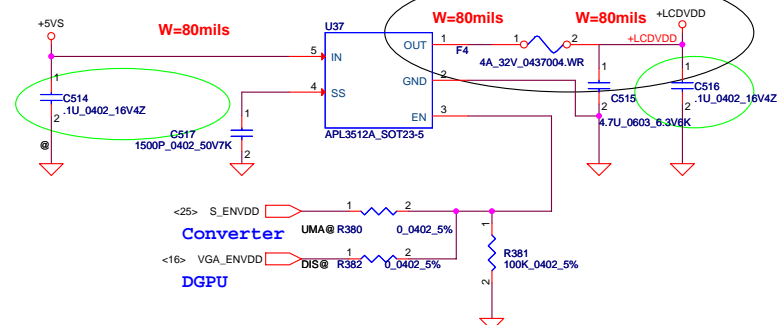 +5VS
W=80mils
U37
W=80mils
W=80mils
+LCDVDD
5
IN
OUT
1
F4
1
2
+LCDVDD
4A_32V_0437004.WR
1
C514
.1U_0402_16V4Z
2
@
4
SS
GND
2
1
C515
2
4.7U_0603_6.3V6K
1
C516
.1U_0402_16V4Z
2
1
C517
1500P_0402_50V7K
2
EN
3
APL3512A_SOT23-5
<25>
S_ENVDD
1
2
Converter
UMA@
R380
0_0402_5%
<16>
VGA_ENVDD
1
2
DIS@
R382
0_0402_5%
DGPU
1
R381
100K_0402_5%
2